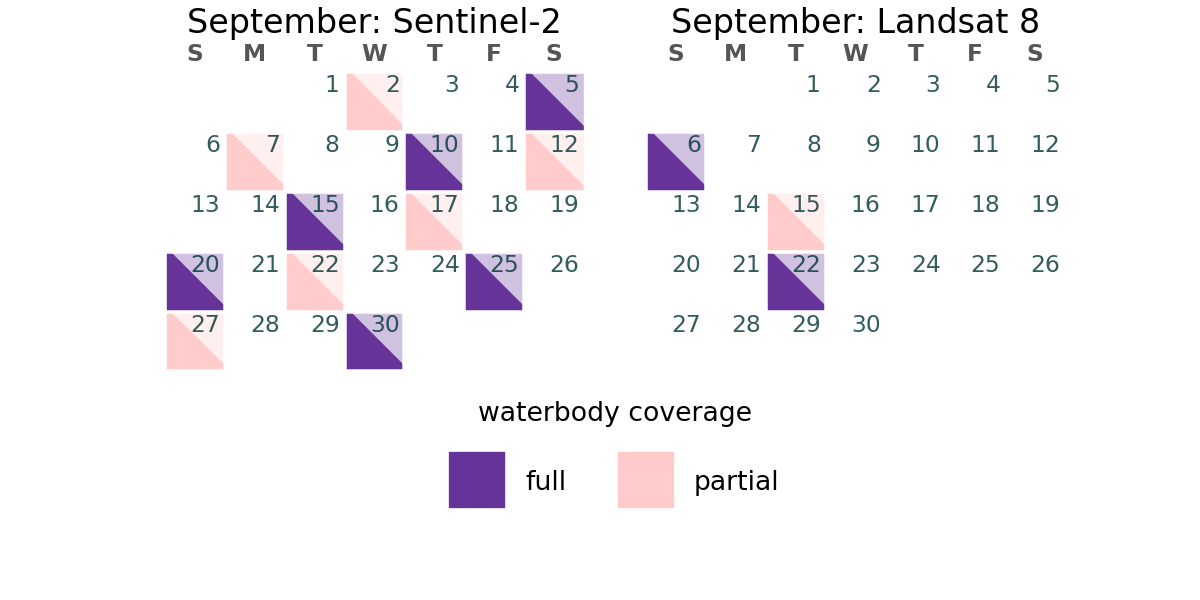 September: Sentinel-2
S M T W T F S
1 2 3 4 5
6 7 8 9 10 11 12
13 14 15 16 17 18 19
20 21 22 23 24 25 26
27 28 29 30
September: Landsat 8
S M T W T F S
1 2 3 4 5
6 7 8 9 10 11 12
13 14 15 16 17 18 19
20 21 22 23 24 25 26
27 28 29 30
waterbody coverage
full partial